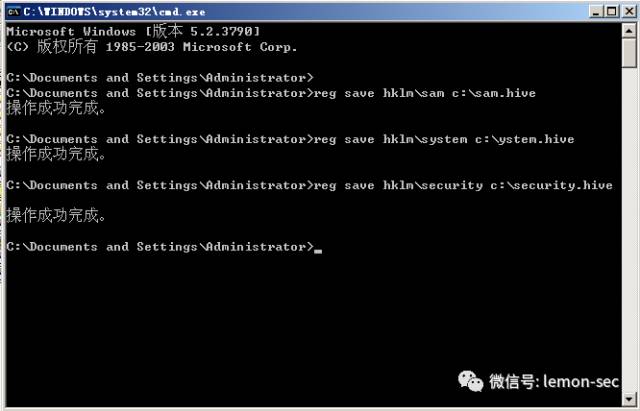 C:\WINDOWS\system32\cmd.exe
Microsoft Windows [版本 5.2.3790]
(C) 版权所有 1985-2003 Microsoft Corp.
C:\Documents and Settings\Administrator>
C:\Documents and Settings\Administrator>reg save hklm\sam c:\sam.hive
操作成功完成。
C:\Documents and Settings\Administrator>reg save hklm\system c:\ystem.hive
操作成功完成。
C:\Documents and Settings\Administrator>reg save hklm\security c:\security.hive
操作成功完成。
C:\Documents and Settings\Administrator>_
微信号: lemon-sec